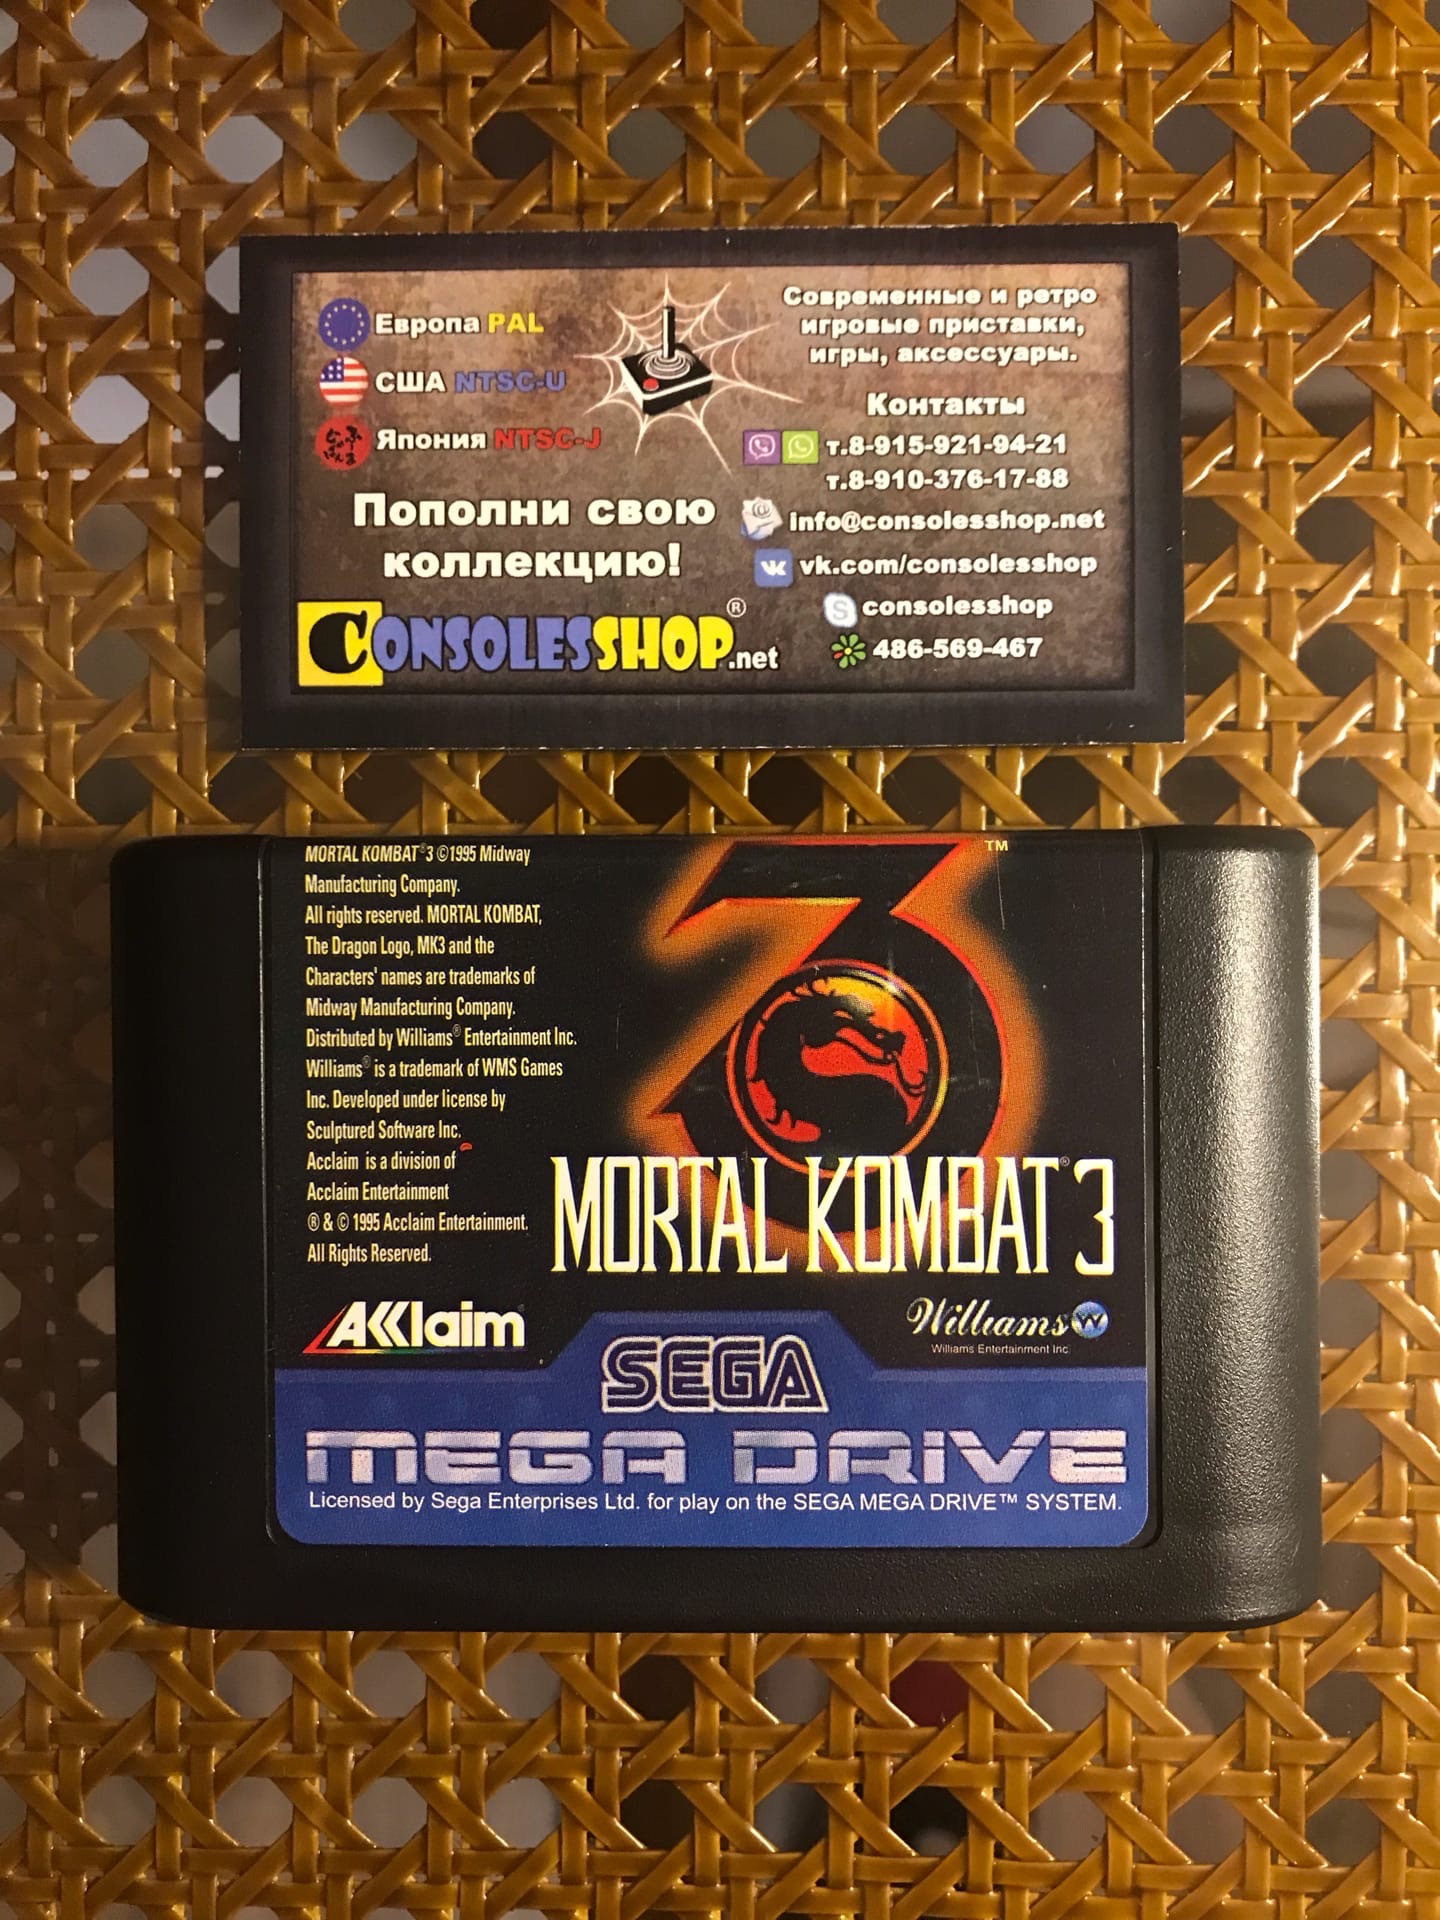 Европа PAL
США NTSC-U
Япония NTSC-J
Пополни свою
коллекцию!
CONSOLESSHOP®.net
Современные и ретро
игровые приставки,
игры, аксессуары.
Контакты
т.8-915-921-94-21
т.8-910-376-17-88
info@consolesshop.net
vk.com/consolesshop
consolesshop
486-569-467
MORTAL KOMBAT®3 ©1995 Midway
Manufacturing Company.
All rights reserved. MORTAL KOMBAT,
The Dragon Logo, MK3 and the
Characters' names are trademarks of
Midway Manufacturing Company.
Distributed by Williams® Entertainment Inc.
Williams® is a trademark of WMS Games
Inc. Developed under license by
Sculptured Software Inc.
Acclaim is a division of
Acclaim Entertainment
® & © 1995 Acclaim Entertainment.
All Rights Reserved.
3™
MORTAL KOMBAT® 3
AKKlaim
Williams W
Williams Entertainment Inc
SEGA
MEGA DRIVE
Licensed by Sega Enterprises Ltd. for play on the SEGA MEGA DRIVE™ SYSTEM.